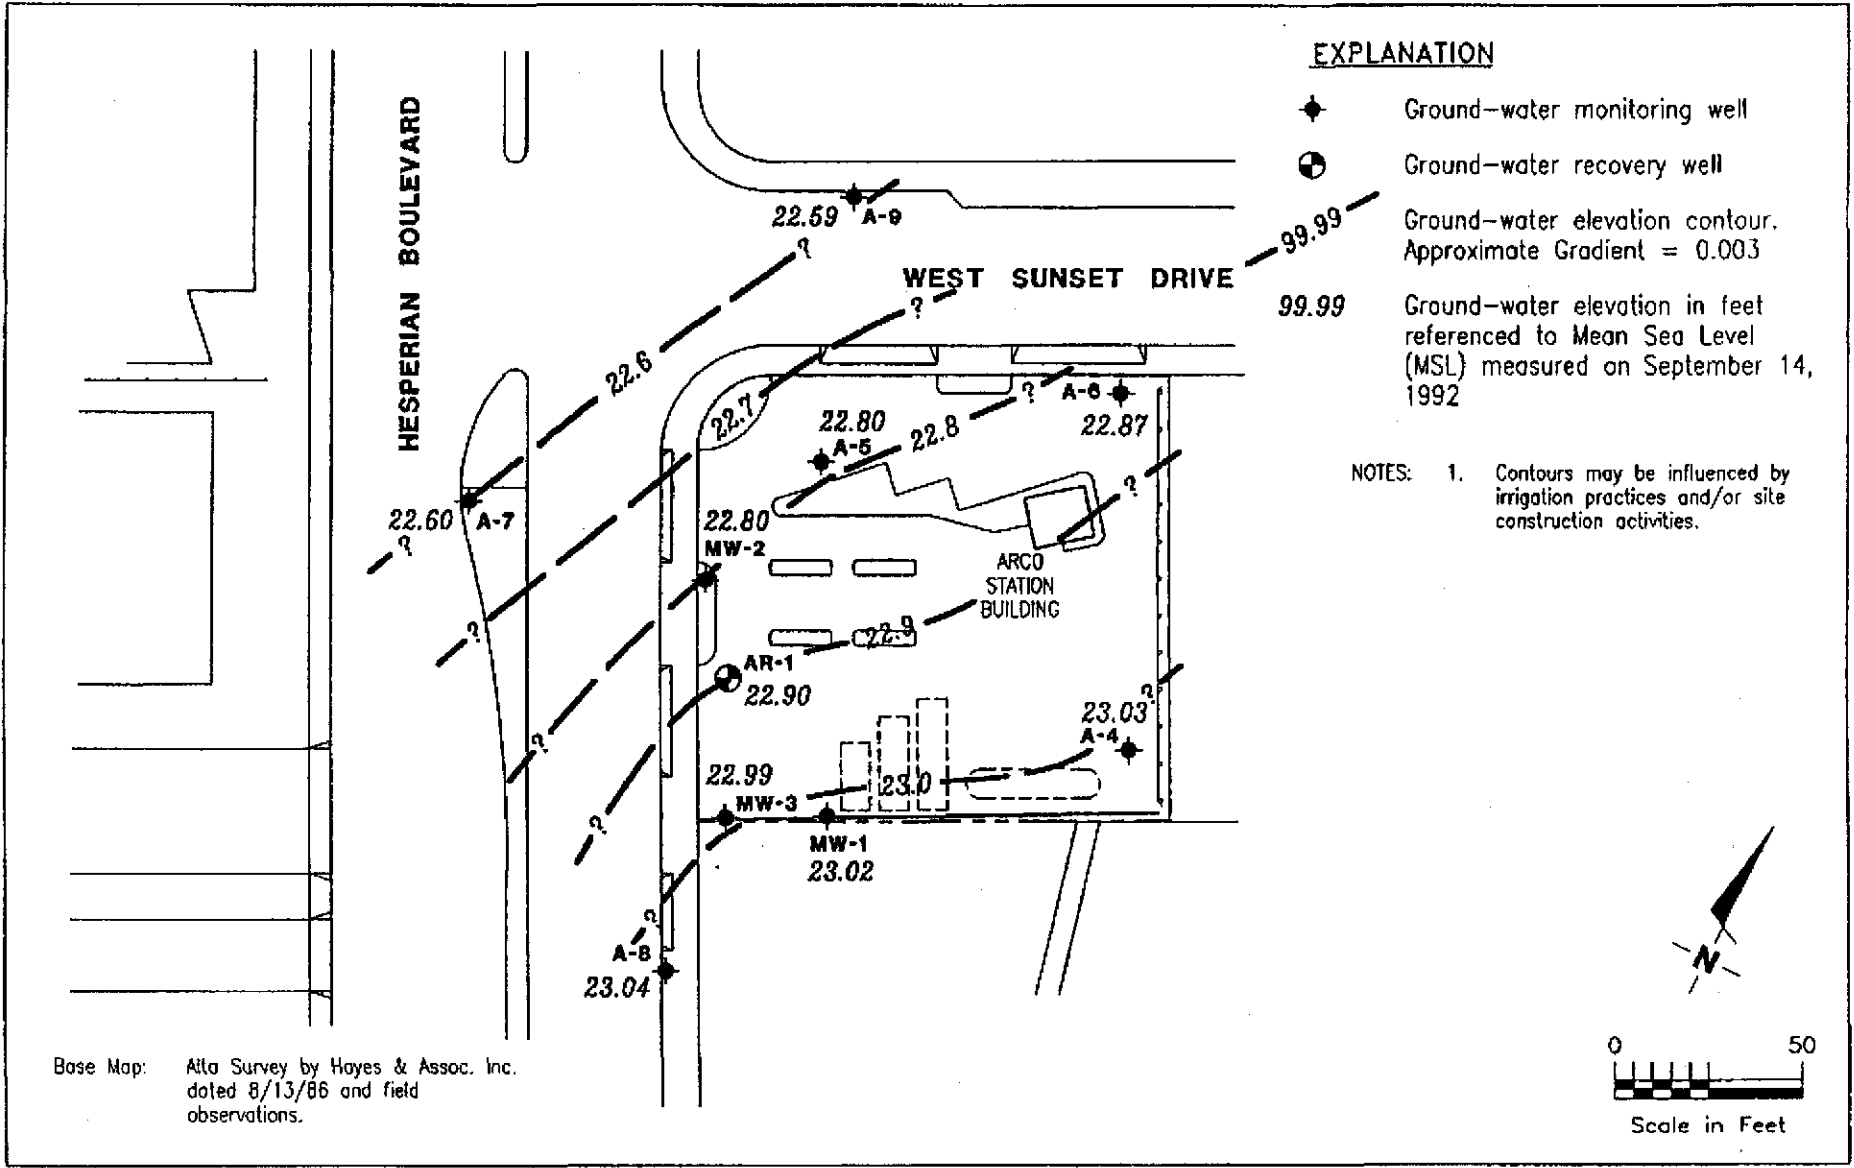 EXPLANATION
Ground-water monitoring well
Ground-water recovery well
99.99
Ground-water elevation contour.
Approximate Gradient = 0.003
99.99
Ground-water elevation in feet
referenced to Mean Sea Level
(MSL) measured on September 14,
1992
NOTES: 1. Contours may be influenced by
irrigation practices and/or site
construction activities.
HESPERIAN BOULEVARD
WEST SUNSET DRIVE
22.59
A-9
?
?
22.6
22.7
22.80
A-5
22.8
?
A-6
22.87
22.60
A-7
?
22.80
MW-2
?
ARCO
STATION
BUILDING
?
22.9
AR-1
22.90
?
23.03
A-4
?
22.99
MW-3
23.0
?
MW-1
23.02
?
A-8
23.04
N
0 50
Scale in Feet
Base Map: Alta Survey by Hayes & Assoc. Inc.
dated 8/13/86 and field
observations.